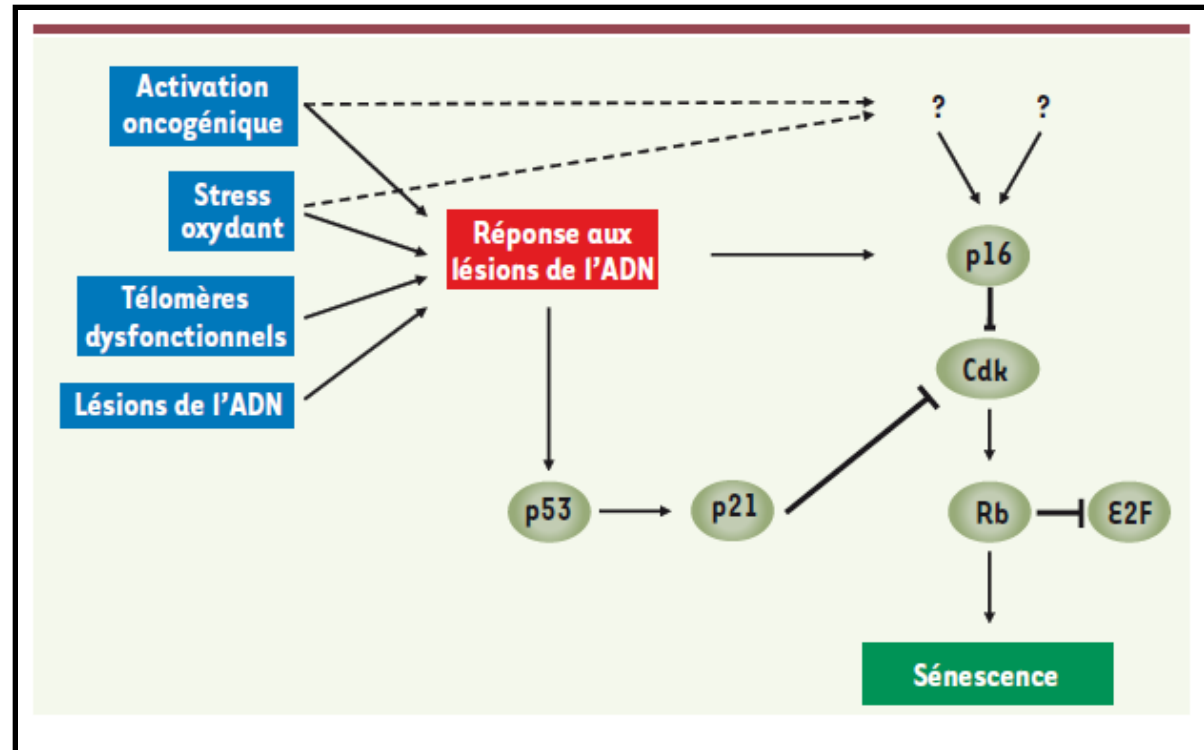 Activation
oncogénique
? ?
Stress
oxydant
Réponse aux
lésions de l'ADN
p16
Télomères
dysfonctionnels
Cdk
Lésions de l'ADN
p53
p21
Rb
E2F
Sénescence